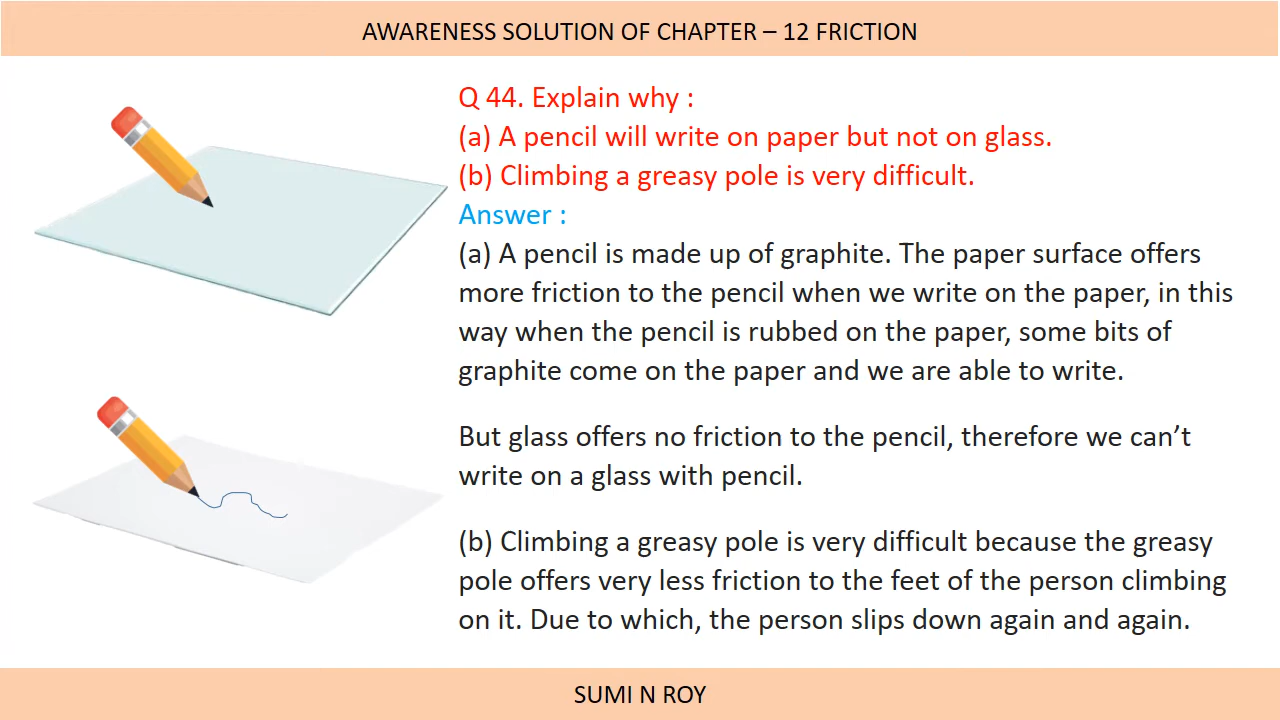 AWARENESS SOLUTION OF CHAPTER – 12 FRICTION
Q 44. Explain why :
(a) A pencil will write on paper but not on glass.
(b) Climbing a greasy pole is very difficult.
Answer :
(a) A pencil is made up of graphite. The paper surface offers
more friction to the pencil when we write on the paper, in this
way when the pencil is rubbed on the paper, some bits of
graphite come on the paper and we are able to write.
But glass offers no friction to the pencil, therefore we can’t
write on a glass with pencil.
(b) Climbing a greasy pole is very difficult because the greasy
pole offers very less friction to the feet of the person climbing
on it. Due to which, the person slips down again and again.
SUMI N ROY